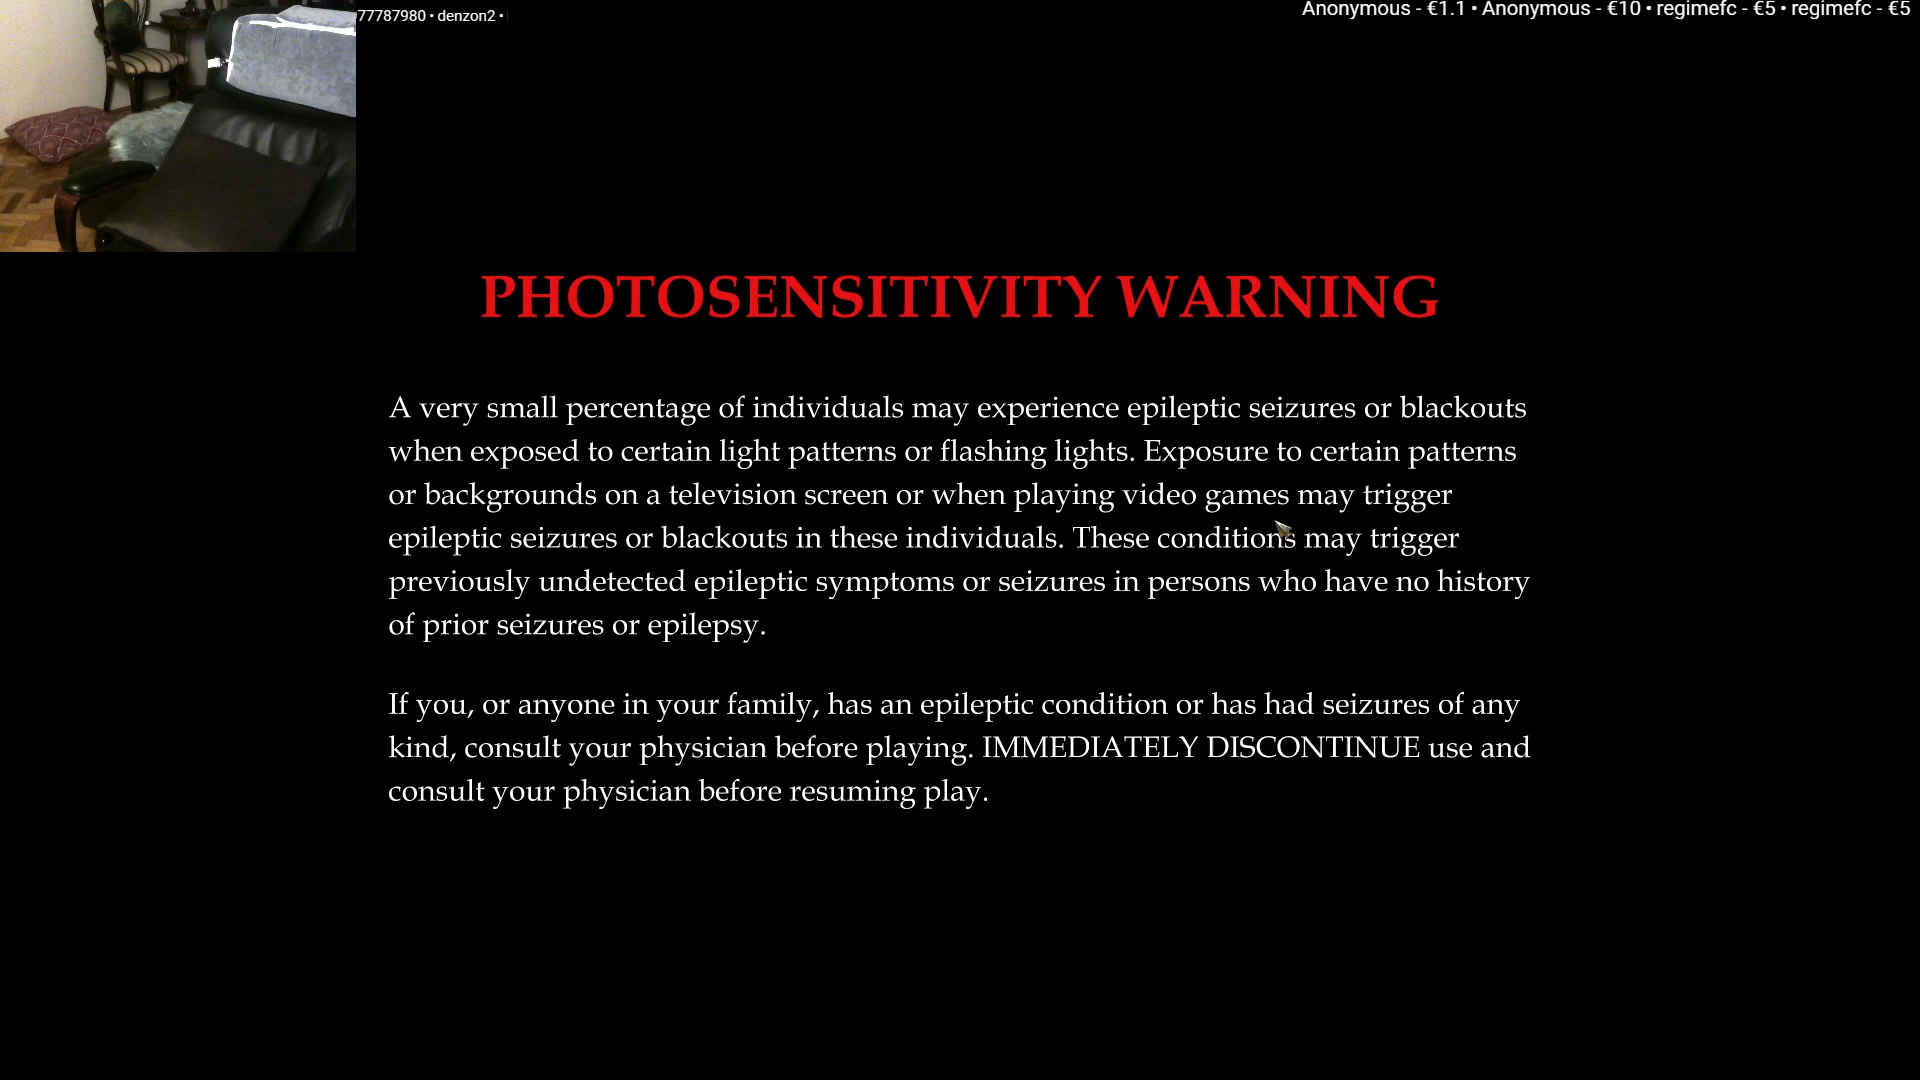 77787980 • denzon2 •
Anonymous - €1.1 • Anonymous - €10 • regimefc - €5 • regimefc - €5
PHOTOSENSITIVITY WARNING
A very small percentage of individuals may experience epileptic seizures or blackouts
when exposed to certain light patterns or flashing lights. Exposure to certain patterns
or backgrounds on a television screen or when playing video games may trigger
epileptic seizures or blackouts in these individuals. These conditions may trigger
previously undetected epileptic symptoms or seizures in persons who have no history
of prior seizures or epilepsy.
If you, or anyone in your family, has an epileptic condition or has had seizures of any
kind, consult your physician before playing. IMMEDIATELY DISCONTINUE use and
consult your physician before resuming play.